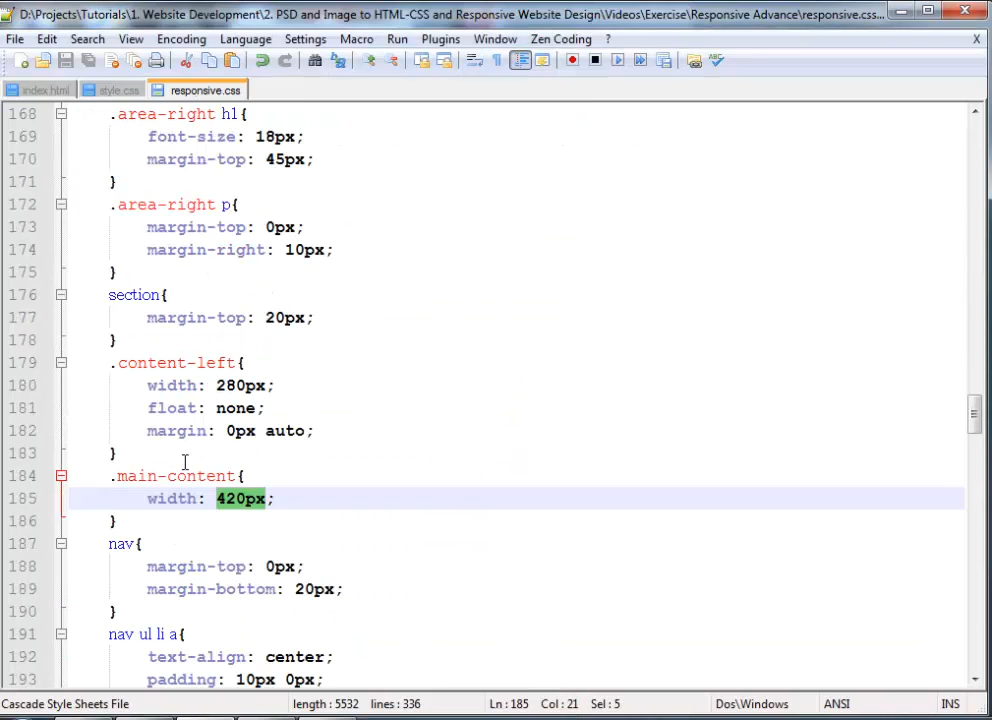 D:\Projects\Tutorials\1. Website Development\2. PSD and Image to HTML-CSS and Responsive Website Design\Videos\Exercise\Responsive Advance\responsive.css...
File Edit Search View Encoding Language Settings Macro Run Plugins Window Zen Coding ? X
index.html style.css responsive.css
168 .area-right h1{
169 font-size: 18px;
170 margin-top: 45px;
171 }
172 .area-right p{
173 margin-top: 0px;
174 margin-right: 10px;
175 }
176 section{
177 margin-top: 20px;
178 }
179 .content-left{
180 width: 280px;
181 float: none;
182 margin: 0px auto;
183 }
184 .main-content{
185 width: 420px;
186 }
187 nav{
188 margin-top: 0px;
189 margin-bottom: 20px;
190 }
191 nav ul li a{
192 text-align: center;
193 padding: 10px 0px;
Cascade Style Sheets File length : 5532 lines : 336 Ln : 185 Col : 21 Sel : 5 Dos\Windows ANSI INS